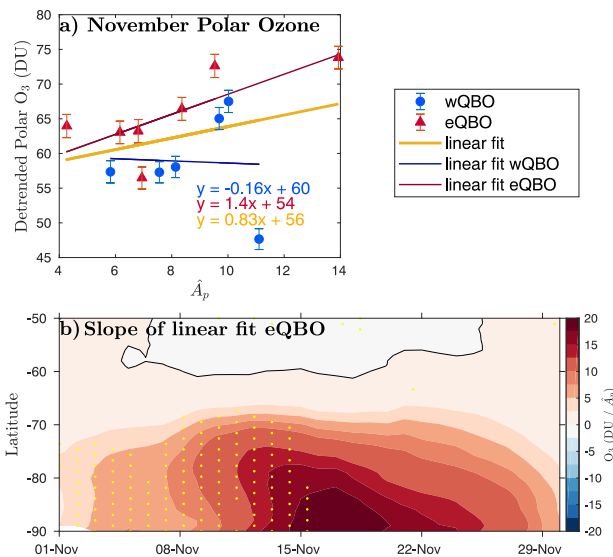 a) November Polar Ozone
Detrended Polar O₃ (DU)
80
75
70
65
60
55
50
45
4
6
8
10
12
14
Âₚ
y = -0.16x + 60
y = 1.4x + 54
y = 0.83x + 56
wQBO
eQBO
linear fit
linear fit wQBO
linear fit eQBO
b) Slope of linear fit eQBO
Latitude
-50
-60
-70
-80
-90
01-Nov
08-Nov
15-Nov
22-Nov
29-Nov
20
15
10
5
0
-5
-10
-15
-20
O₃ (DU / Âₚ)